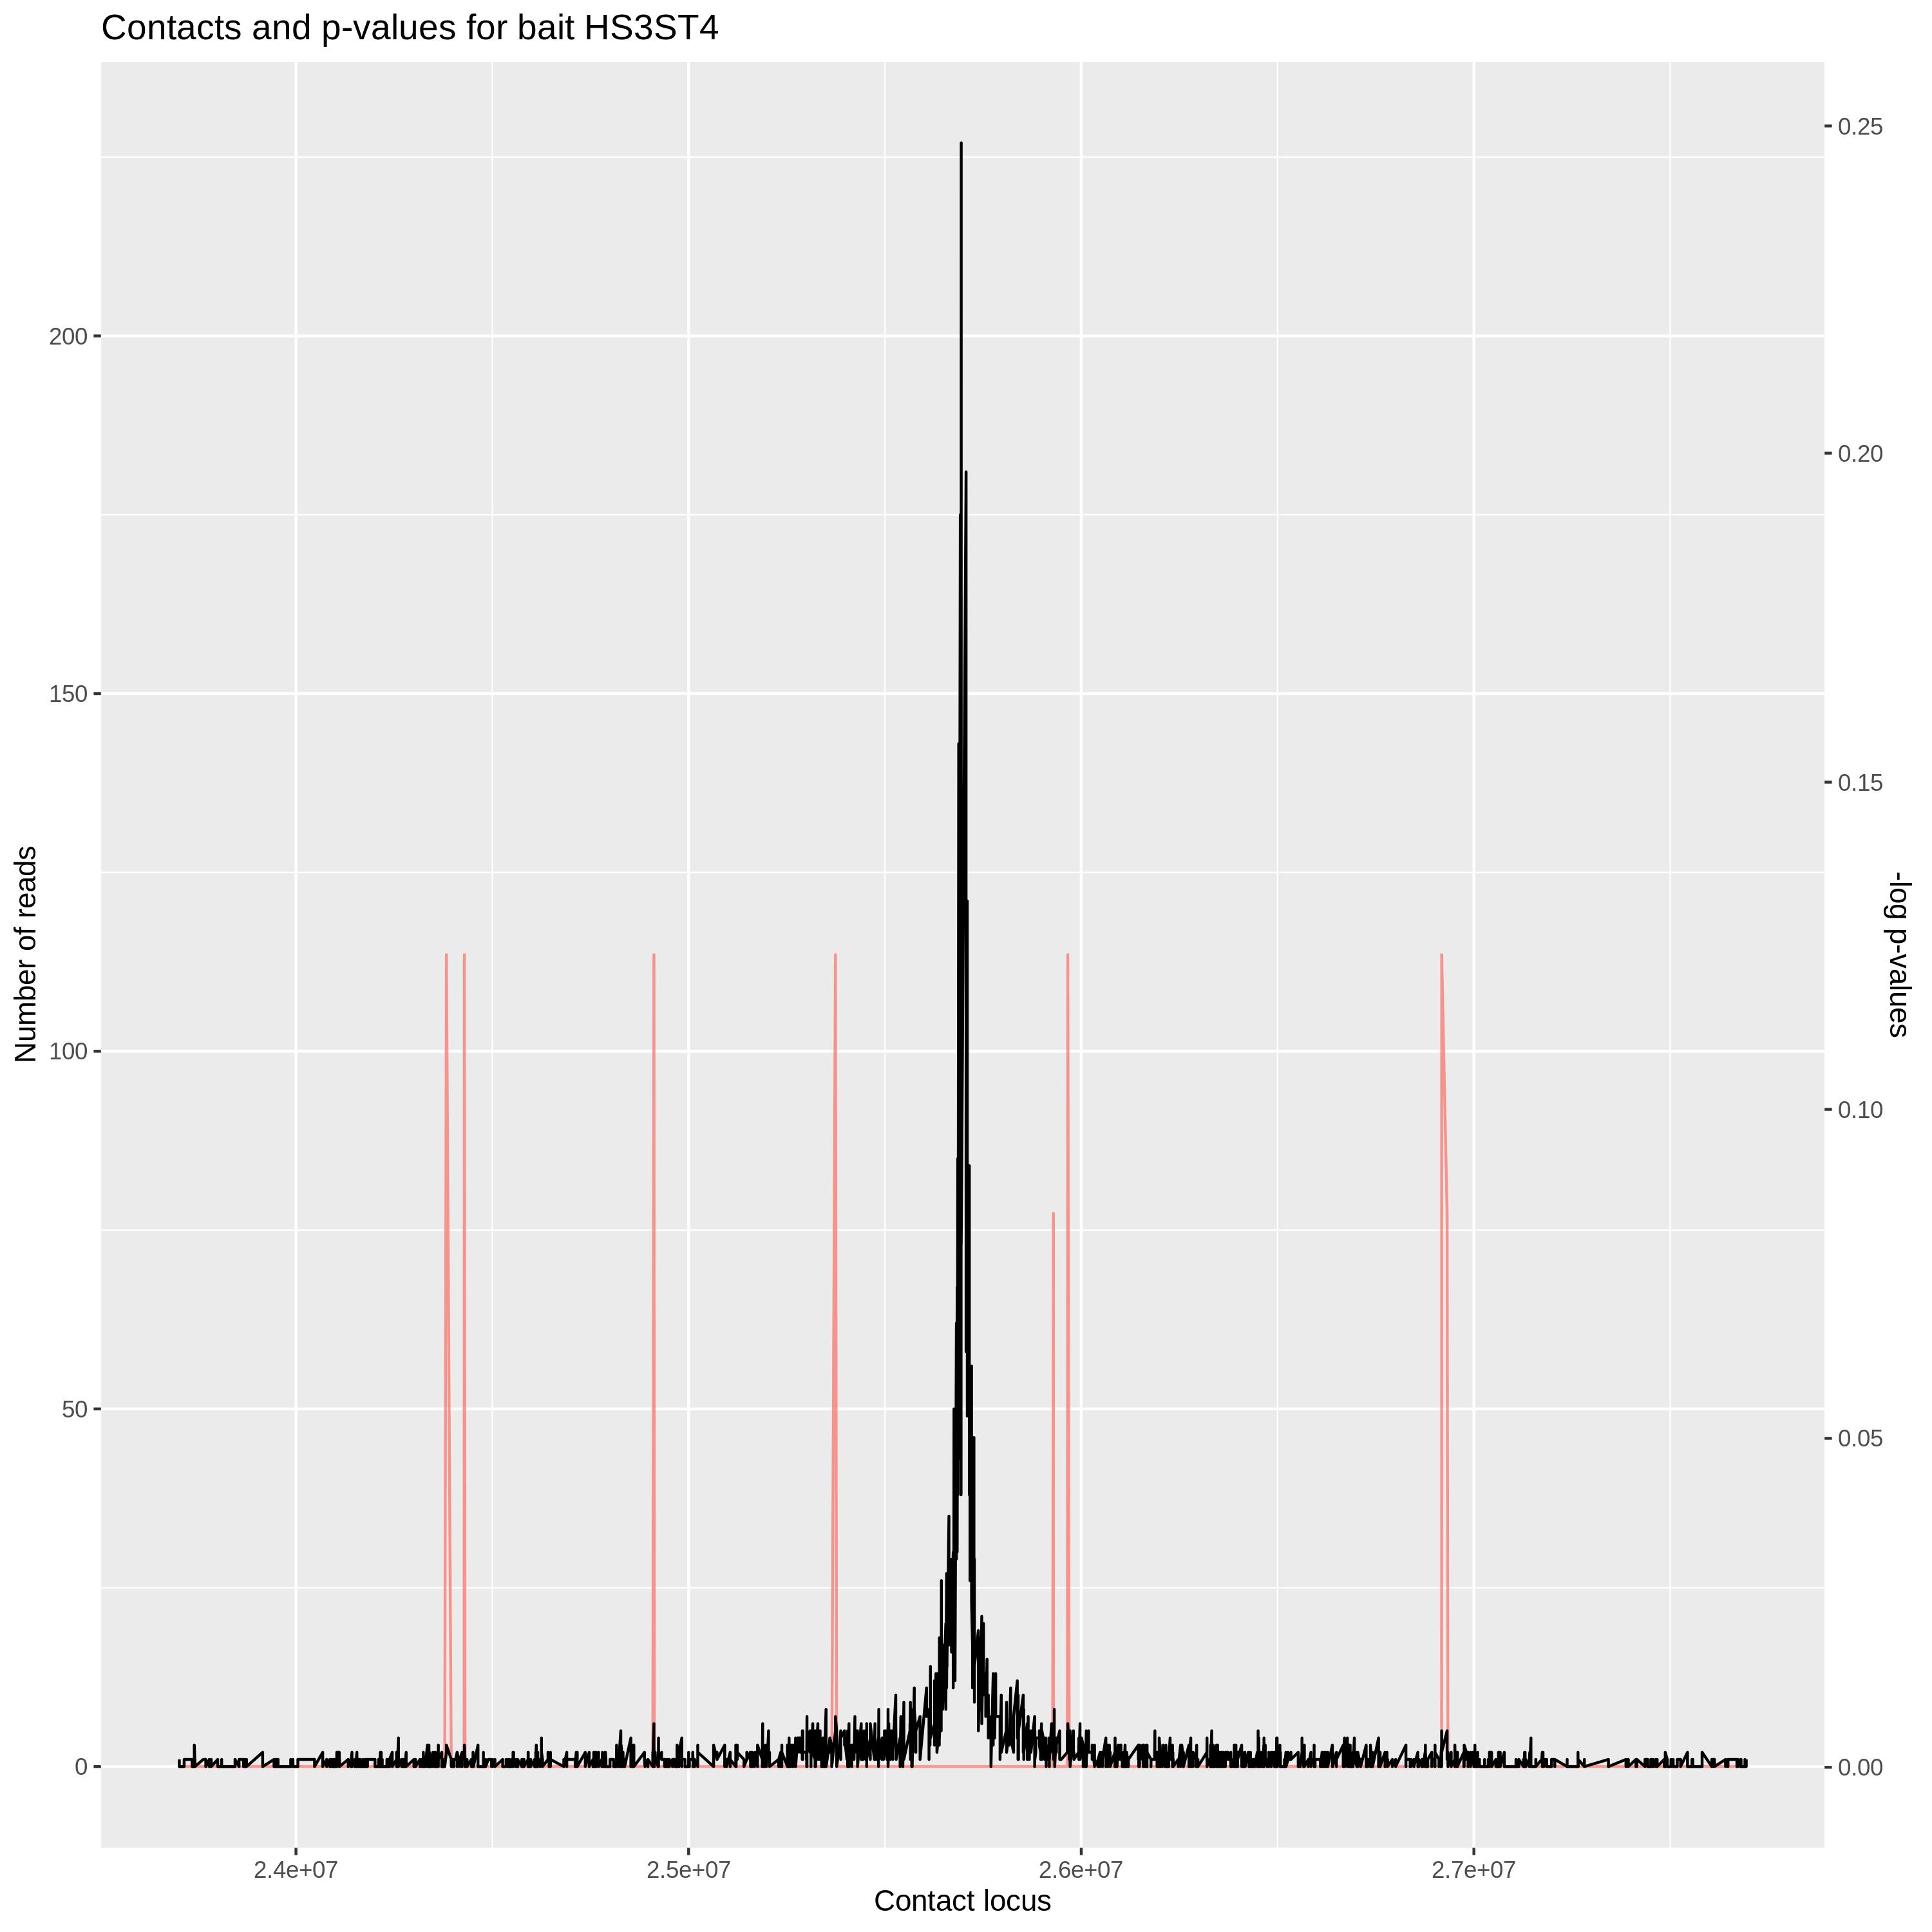 Contacts and p-values for bait HS3ST4
Number of reads
200
150
100
50
0
0.25
0.20
0.15
0.10
0.05
0.00
-log p-values
2.4e+07 2.5e+07 2.6e+07 2.7e+07
Contact locus